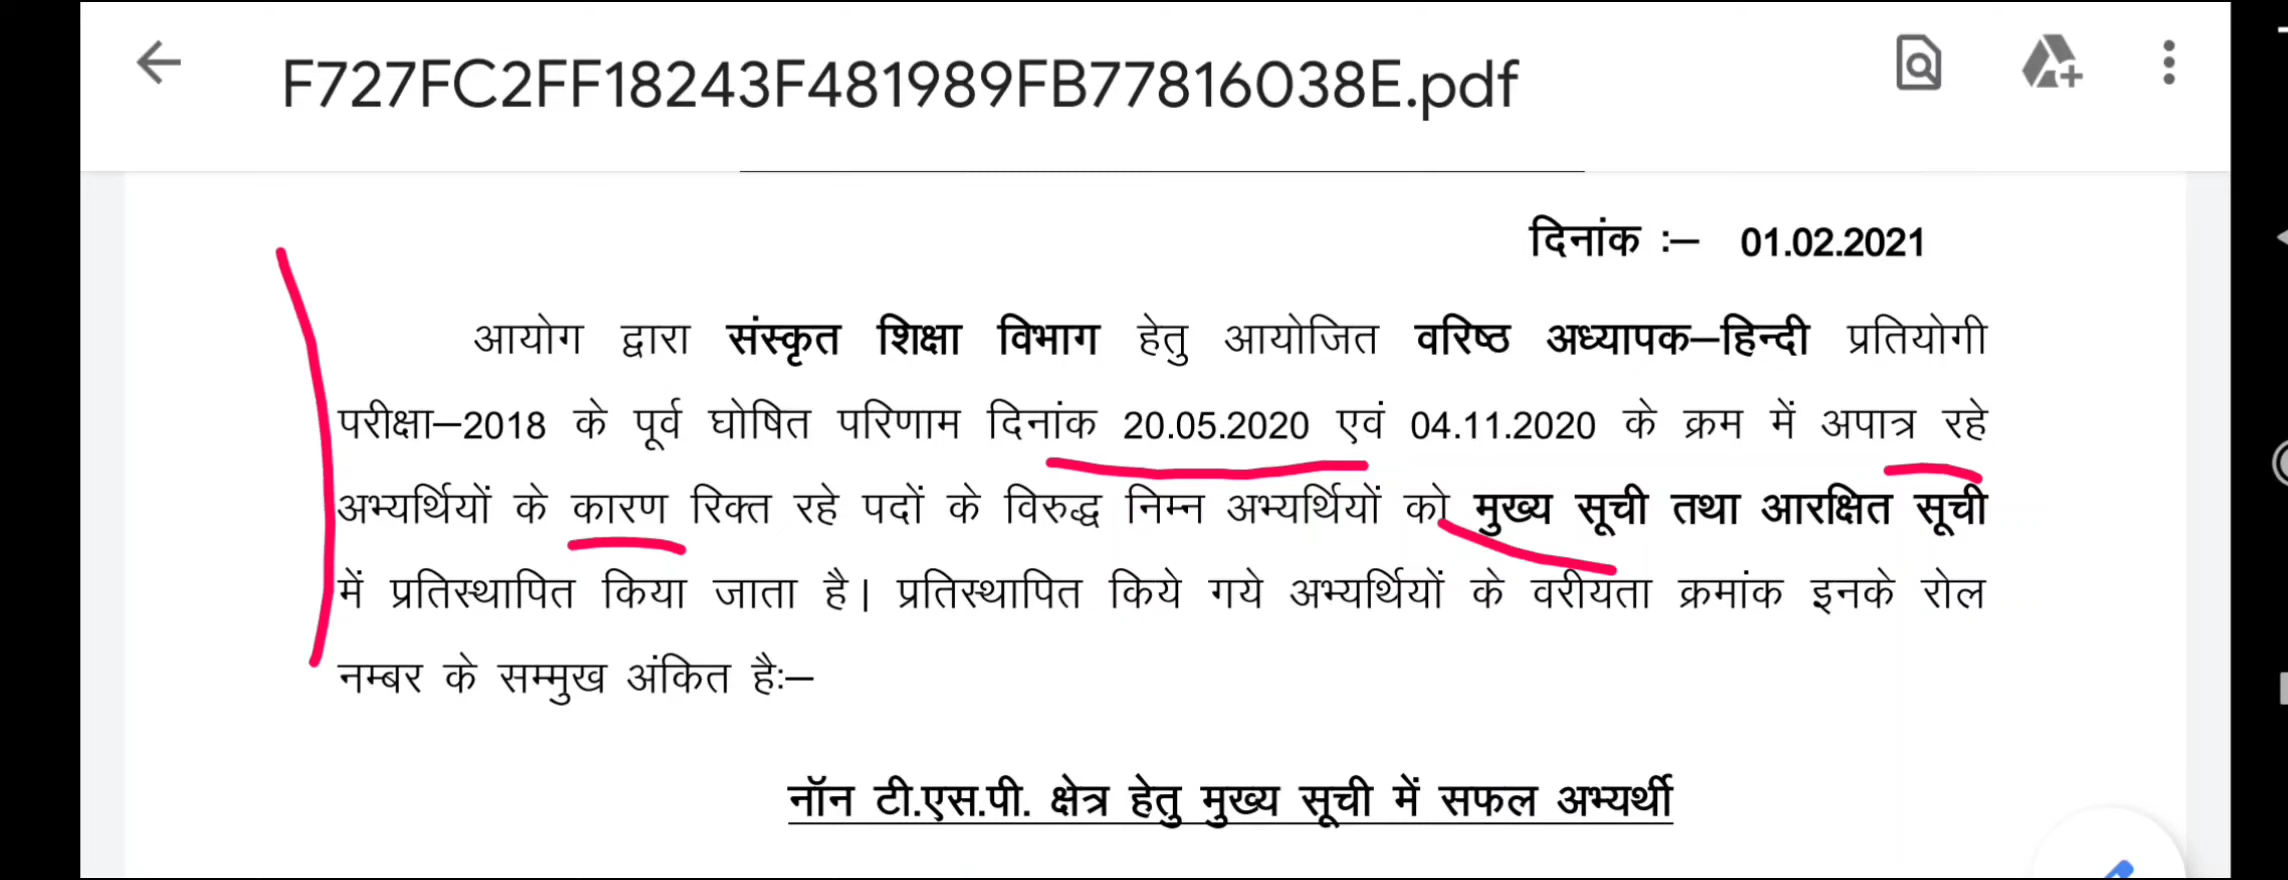 F727FC2FF18243F481989FB77816038E.pdf
दिनांक :– 01.02.2021
आयोग द्वारा संस्कृत शिक्षा विभाग हेतु आयोजित वरिष्ठ अध्यापक–हिन्दी प्रतियोगी
परीक्षा–2018 के पूर्व घोषित परिणाम दिनांक 20.05.2020 एवं 04.11.2020 के क्रम में अपात्र रहे
अभ्यर्थियों के कारण रिक्त रहे पदों के विरुद्ध निम्न अभ्यर्थियों को मुख्य सूची तथा आरक्षित सूची
में प्रतिस्थापित किया जाता है। प्रतिस्थापित किये गये अभ्यर्थियों के वरीयता क्रमांक इनके रोल
नम्बर के सम्मुख अंकित है:–
नॉन टी.एस.पी. क्षेत्र हेतु मुख्य सूची में सफल अभ्यर्थी